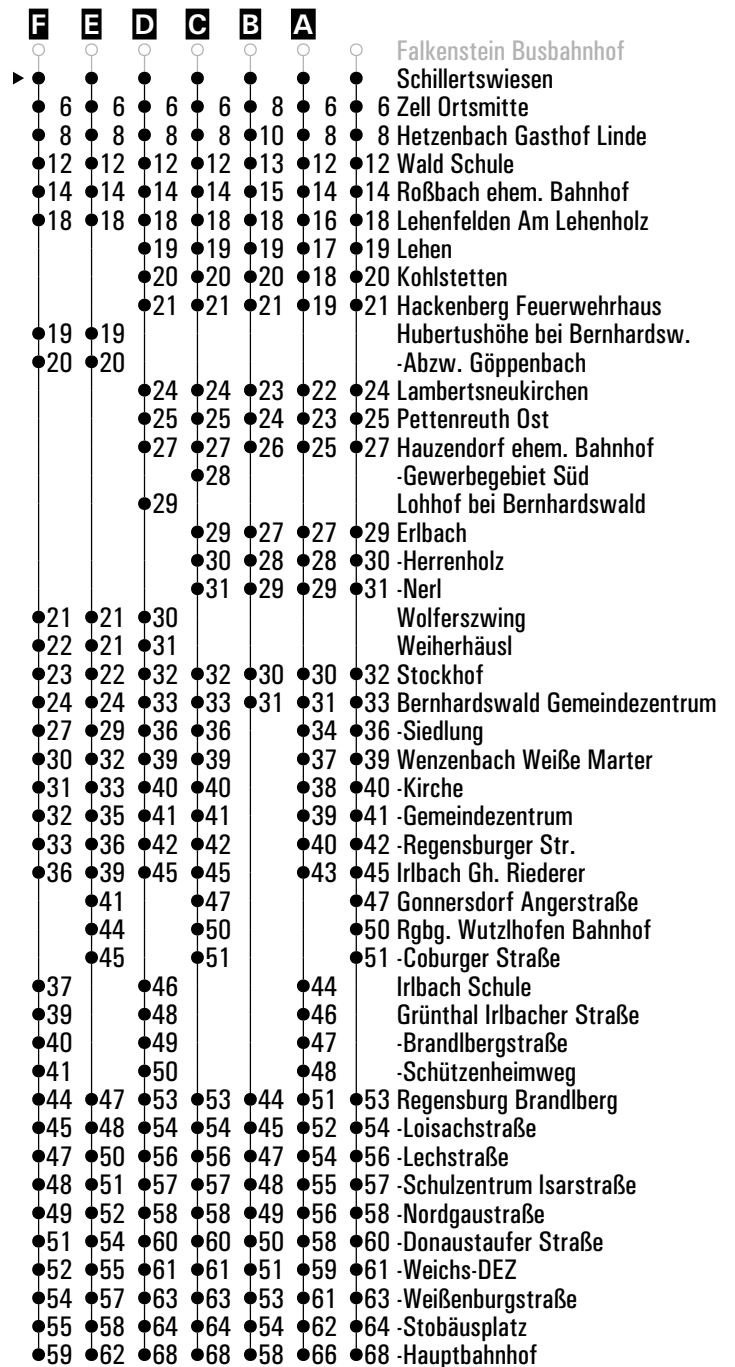 F E D C B A
Falkenstein Busbahnhof
Schillertswiesen
6 6 6 6 8 6 6 Zell Ortsmitte
8 8 8 8 10 8 8 Hetzenbach Gasthof Linde
12 12 12 12 13 12 12 Wald Schule
14 14 14 14 15 14 14 Roßbach ehem. Bahnhof
18 18 18 18 18 16 18 Lehenfelden Am Lehenholz
19 19 19 17 19 Lehen
20 20 20 18 20 Kohlstetten
21 21 21 19 21 Hackenberg Feuerwehrhaus
19 19 Hubertushöhe bei Bernhardsw.
20 20 -Abzw. Göppenbach
24 24 23 22 24 Lambertsneukirchen
25 25 24 23 25 Pettenreuth Ost
27 27 26 25 27 Hauzendorf ehem. Bahnhof
28 -Gewerbegebiet Süd
29 Lohhof bei Bernhardswald
29 27 27 29 Erlbach
30 28 28 30 -Herrenholz
31 29 29 31 -Nerl
21 21 30 Wolferszwing
22 21 31 Weiherhäusl
23 22 32 32 30 30 32 Stockhof
24 24 33 33 31 31 33 Bernhardswald Gemeindezentrum
27 29 36 36 34 36 -Siedlung
30 32 39 39 37 39 Wenzenbach Weiße Marter
31 33 40 40 38 40 -Kirche
32 35 41 41 39 41 -Gemeindezentrum
33 36 42 42 40 42 -Regensburger Str.
36 39 45 45 43 45 Irlbach Gh. Riederer
41 47 47 Gonnersdorf Angerstraße
44 50 50 Rgbg. Wutzlhofen Bahnhof
45 51 51 -Coburger Straße
37 46 44 Irlbach Schule
39 48 46 Grünthal Irlbacher Straße
40 49 47 -Brandlbergstraße
41 50 48 -Schützenheimweg
44 47 53 53 44 51 53 Regensburg Brandlberg
45 48 54 54 45 52 54 -Loisachstraße
47 50 56 56 47 54 56 -Lechstraße
48 51 57 57 48 55 57 -Schulzentrum Isarstraße
49 52 58 58 49 56 58 -Nordgaustraße
51 54 60 60 50 58 60 -Donaustaufer Straße
52 55 61 61 51 59 61 -Weichs-DEZ
54 57 63 63 53 61 63 -Weißenburgstraße
55 58 64 64 54 62 64 -Stobäusplatz
59 62 68 68 58 66 68 -Hauptbahnhof